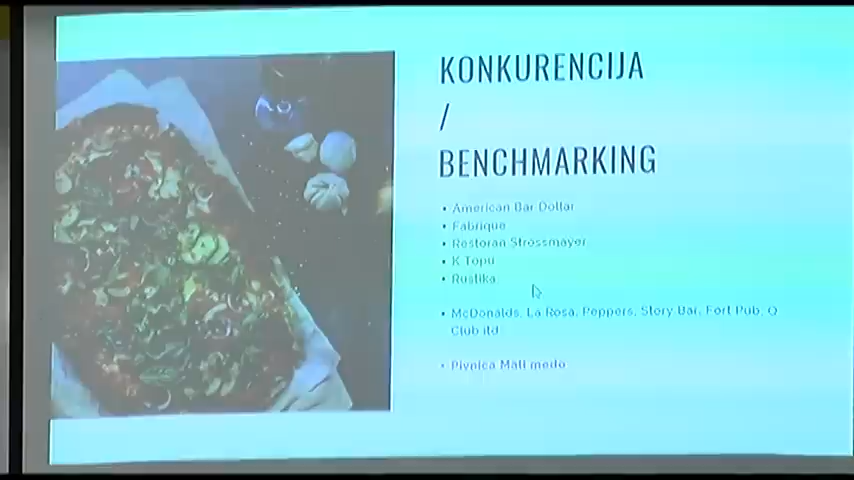 KONKURENCIJA
/
BENCHMARKING
• American Bar Dollar
• Fabrique
• Restoran Strossmayer
• K Topu
• Rustika
• McDonalds, La Rosa, Peppers, Story Bar, Fort Pub, Q
Club itd
• Pivnica Mali medo